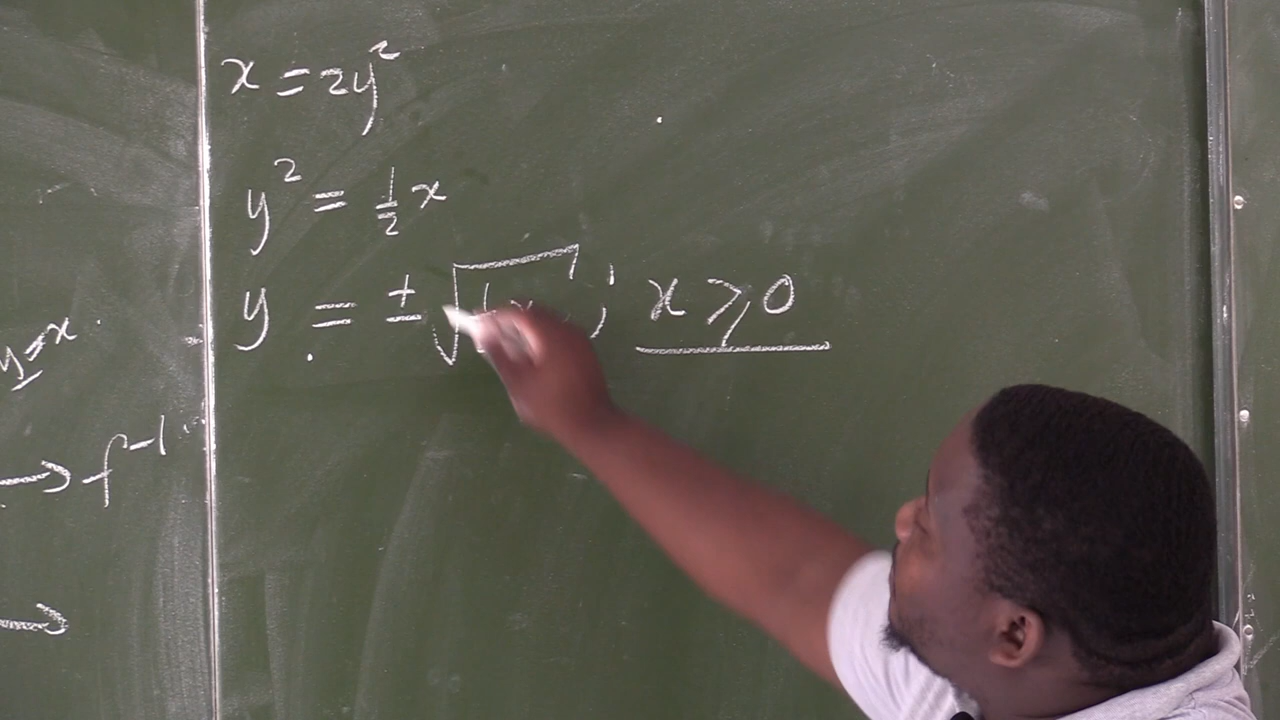 x = 2y²
y² = ½x
y = ± √ ; x ⩾ 0
y=x
→ f⁻¹
→